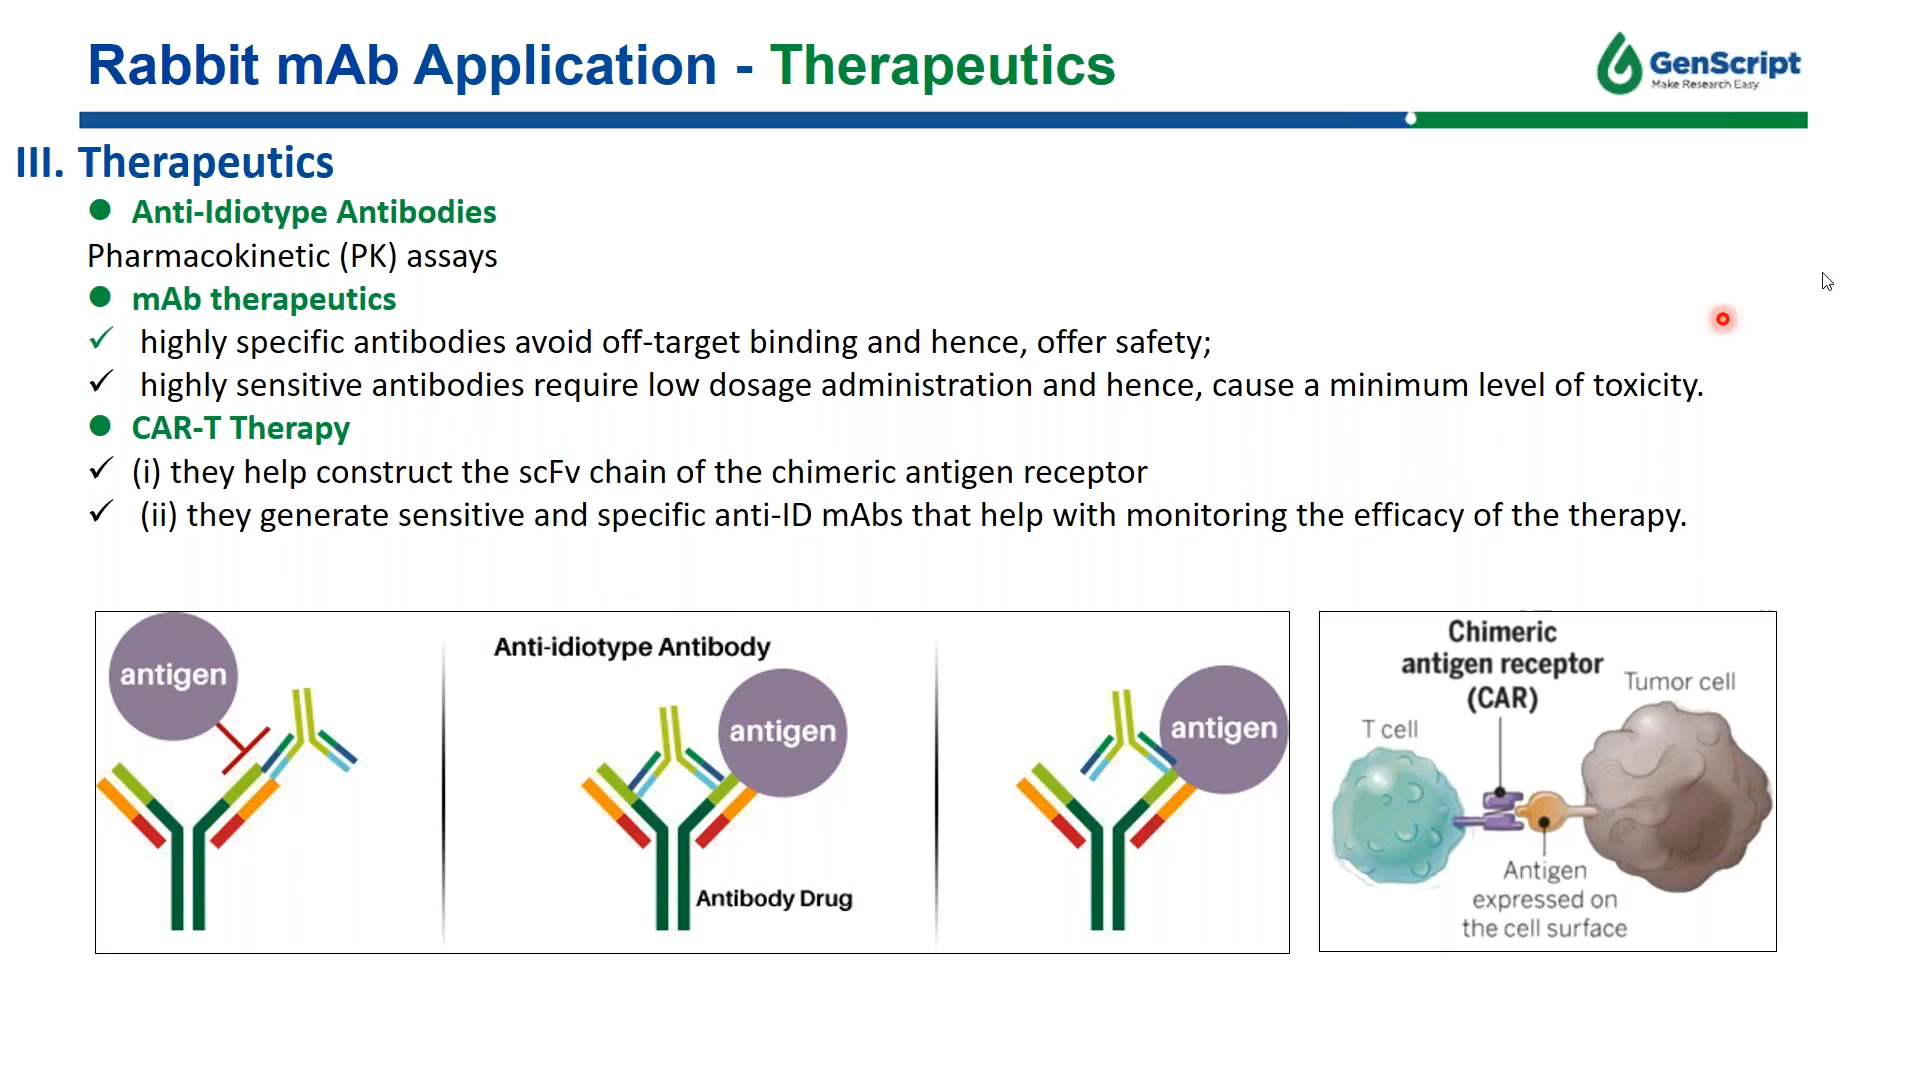 Rabbit mAb Application - Therapeutics
GenScript
Make Research Easy
III. Therapeutics
Anti-Idiotype Antibodies
Pharmacokinetic (PK) assays
mAb therapeutics
highly specific antibodies avoid off-target binding and hence, offer safety;
highly sensitive antibodies require low dosage administration and hence, cause a minimum level of toxicity.
CAR-T Therapy
(i) they help construct the scFv chain of the chimeric antigen receptor
(ii) they generate sensitive and specific anti-ID mAbs that help with monitoring the efficacy of the therapy.
antigen
Anti-idiotype Antibody
antigen
Antibody Drug
antigen
Chimeric
antigen receptor
(CAR)
Tumor cell
T cell
Antigen
expressed on
the cell surface